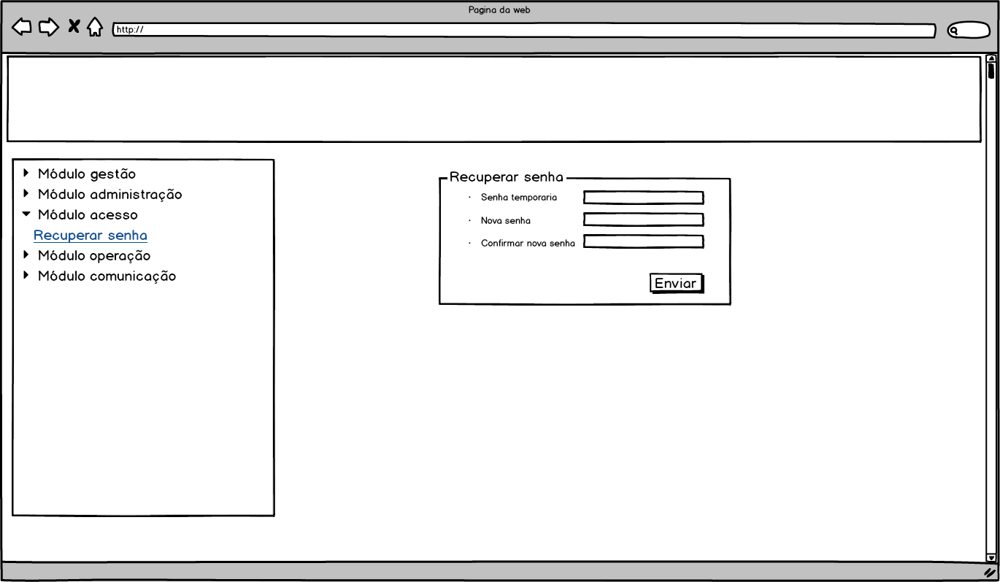 Pagina da web
http://
Módulo gestão
Módulo administração
Módulo acesso
Recuperar senha
Módulo operação
Módulo comunicação
Recuperar senha
· Senha temporaria
· Nova senha
· Confirmar nova senha
Enviar